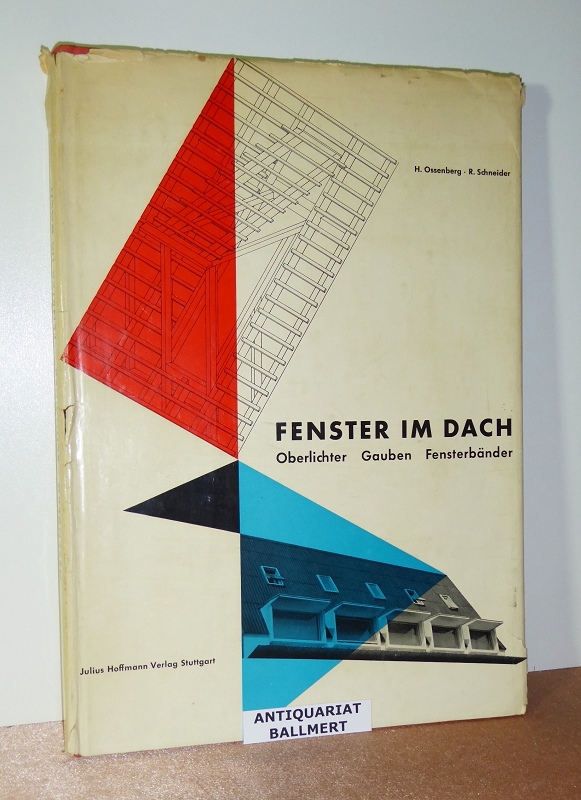 H. Ossenberg · R. Schneider
FENSTER IM DACH
Oberlichter Gauben Fensterbänder
Julius Hoffmann Verlag Stuttgart
ANTIQUARIAT
BALLMERT